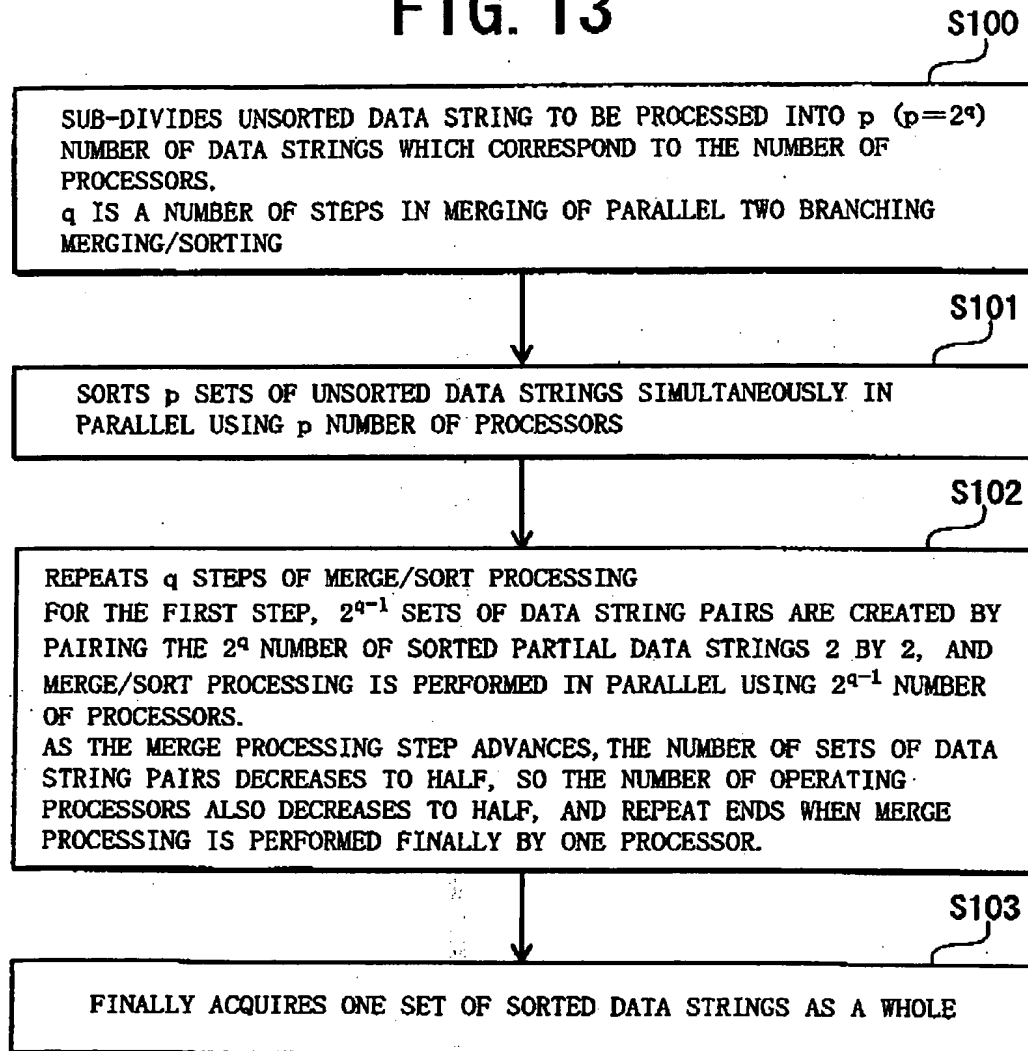 FIG. 13
S100
SUB-DIVIDES UNSORTED DATA STRING TO BE PROCESSED INTO p (p=2^q)
NUMBER OF DATA STRINGS WHICH CORRESPOND TO THE NUMBER OF
PROCESSORS.
q IS A NUMBER OF STEPS IN MERGING OF PARALLEL TWO BRANCHING
MERGING/SORTING
S101
SORTS p SETS OF UNSORTED DATA STRINGS SIMULTANEOUSLY IN
PARALLEL USING p NUMBER OF PROCESSORS
S102
REPEATS q STEPS OF MERGE/SORT PROCESSING
FOR THE FIRST STEP, 2^q-1 SETS OF DATA STRING PAIRS ARE CREATED BY
PAIRING THE 2^q NUMBER OF SORTED PARTIAL DATA STRINGS 2 BY 2, AND
MERGE/SORT PROCESSING IS PERFORMED IN PARALLEL USING 2^q-1 NUMBER
OF PROCESSORS.
AS THE MERGE PROCESSING STEP ADVANCES, THE NUMBER OF SETS OF DATA
STRING PAIRS DECREASES TO HALF, SO THE NUMBER OF OPERATING
PROCESSORS ALSO DECREASES TO HALF, AND REPEAT ENDS WHEN MERGE
PROCESSING IS PERFORMED FINALLY BY ONE PROCESSOR.
S103
FINALLY ACQUIRES ONE SET OF SORTED DATA STRINGS AS A WHOLE